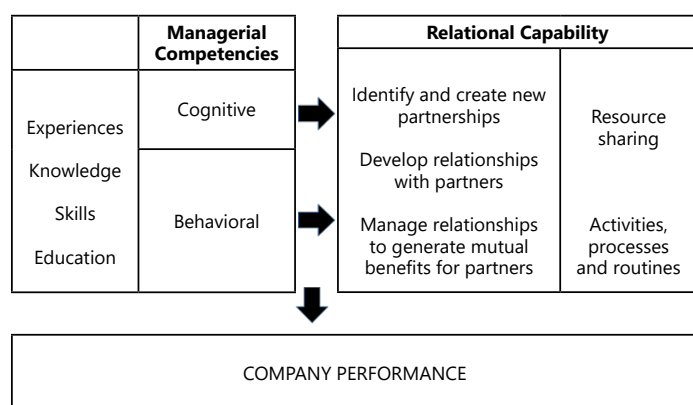 Managerial
Competencies
Relational Capability
Experiences
Knowledge
Skills
Education
Cognitive
Behavioral
Identify and create new
partnerships
Develop relationships
with partners
Manage relationships
to generate mutual
benefits for partners
Resource
sharing
Activities,
processes
and routines
COMPANY PERFORMANCE